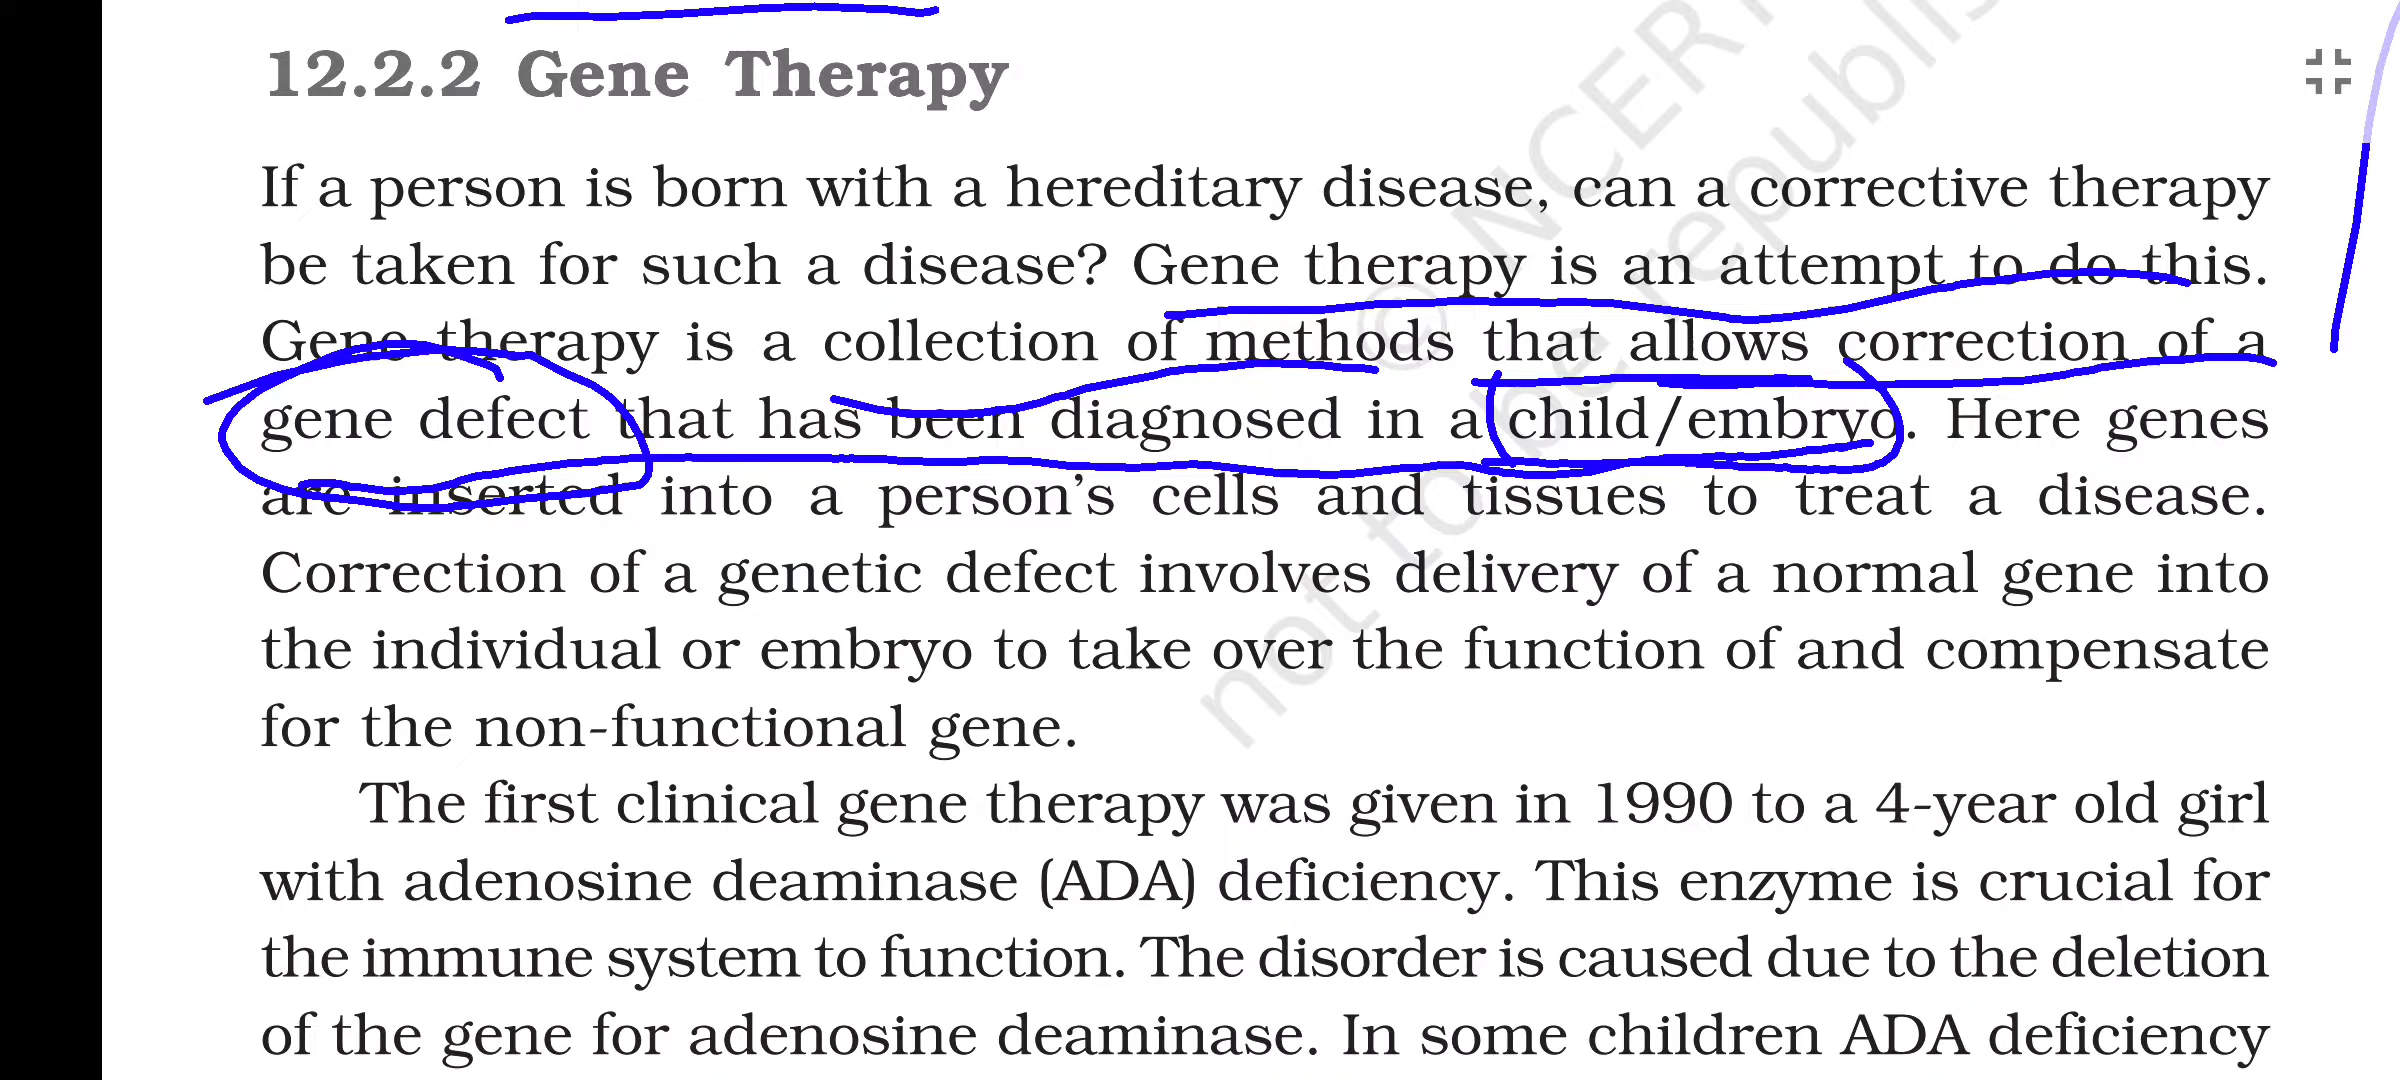 12.2.2 Gene Therapy
If a person is born with a hereditary disease, can a corrective therapy
be taken for such a disease? Gene therapy is an attempt to do this.
Gene therapy is a collection of methods that allows correction of a
gene defect that has been diagnosed in a child/embryo. Here genes
are inserted into a person’s cells and tissues to treat a disease.
Correction of a genetic defect involves delivery of a normal gene into
the individual or embryo to take over the function of and compensate
for the non-functional gene.
The first clinical gene therapy was given in 1990 to a 4-year old girl
with adenosine deaminase (ADA) deficiency. This enzyme is crucial for
the immune system to function. The disorder is caused due to the deletion
of the gene for adenosine deaminase. In some children ADA deficiency
© NCERT
not to be republis